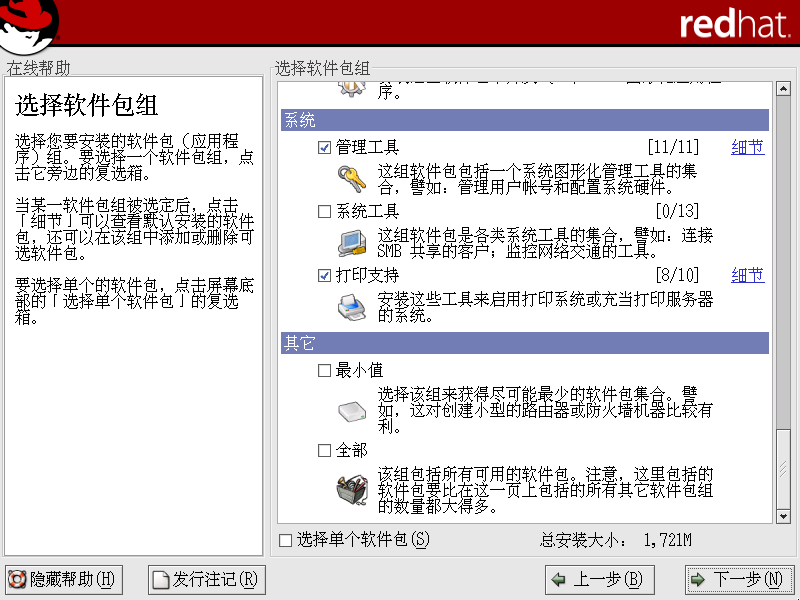 redhat.
在线帮助
选择软件包组
选择您要安装的软件包（应用程
序）组。要选择一个软件包组，点
击它旁边的复选箱。
当某一软件包组被选定后，点击
「细节」可以查看默认安装的软件
包，还可以在该组中添加或删除可
选软件包。
要选择单个的软件包，点击屏幕底
部的「选择单个软件包」的复选
箱。
选择软件包组
序。
系统
管理工具 [11/11] 细节
这组软件包包括一个系统图形化管理工具的集
合，譬如：管理用户帐号和配置系统硬件。
系统工具 [0/13]
这组软件包是各类系统工具的集合，譬如：连接
SMB 共享的客户；监控网络交通的工具。
打印支持 [8/10] 细节
安装这些工具来启用打印系统或充当打印服务器
的系统。
其它
最小值
选择该组来获得尽可能最少的软件包集合。譬
如，这对创建小型的路由器或防火墙机器比较有
利。
全部
该组包括所有可用的软件包。注意，这里包括的
软件包要比在这一页上包括的所有其它软件包组
的数量都大得多。
选择单个软件包(S) 总安装大小： 1,721M
隐藏帮助(H) 发行注记(R) 上一步(B) 下一步(N)